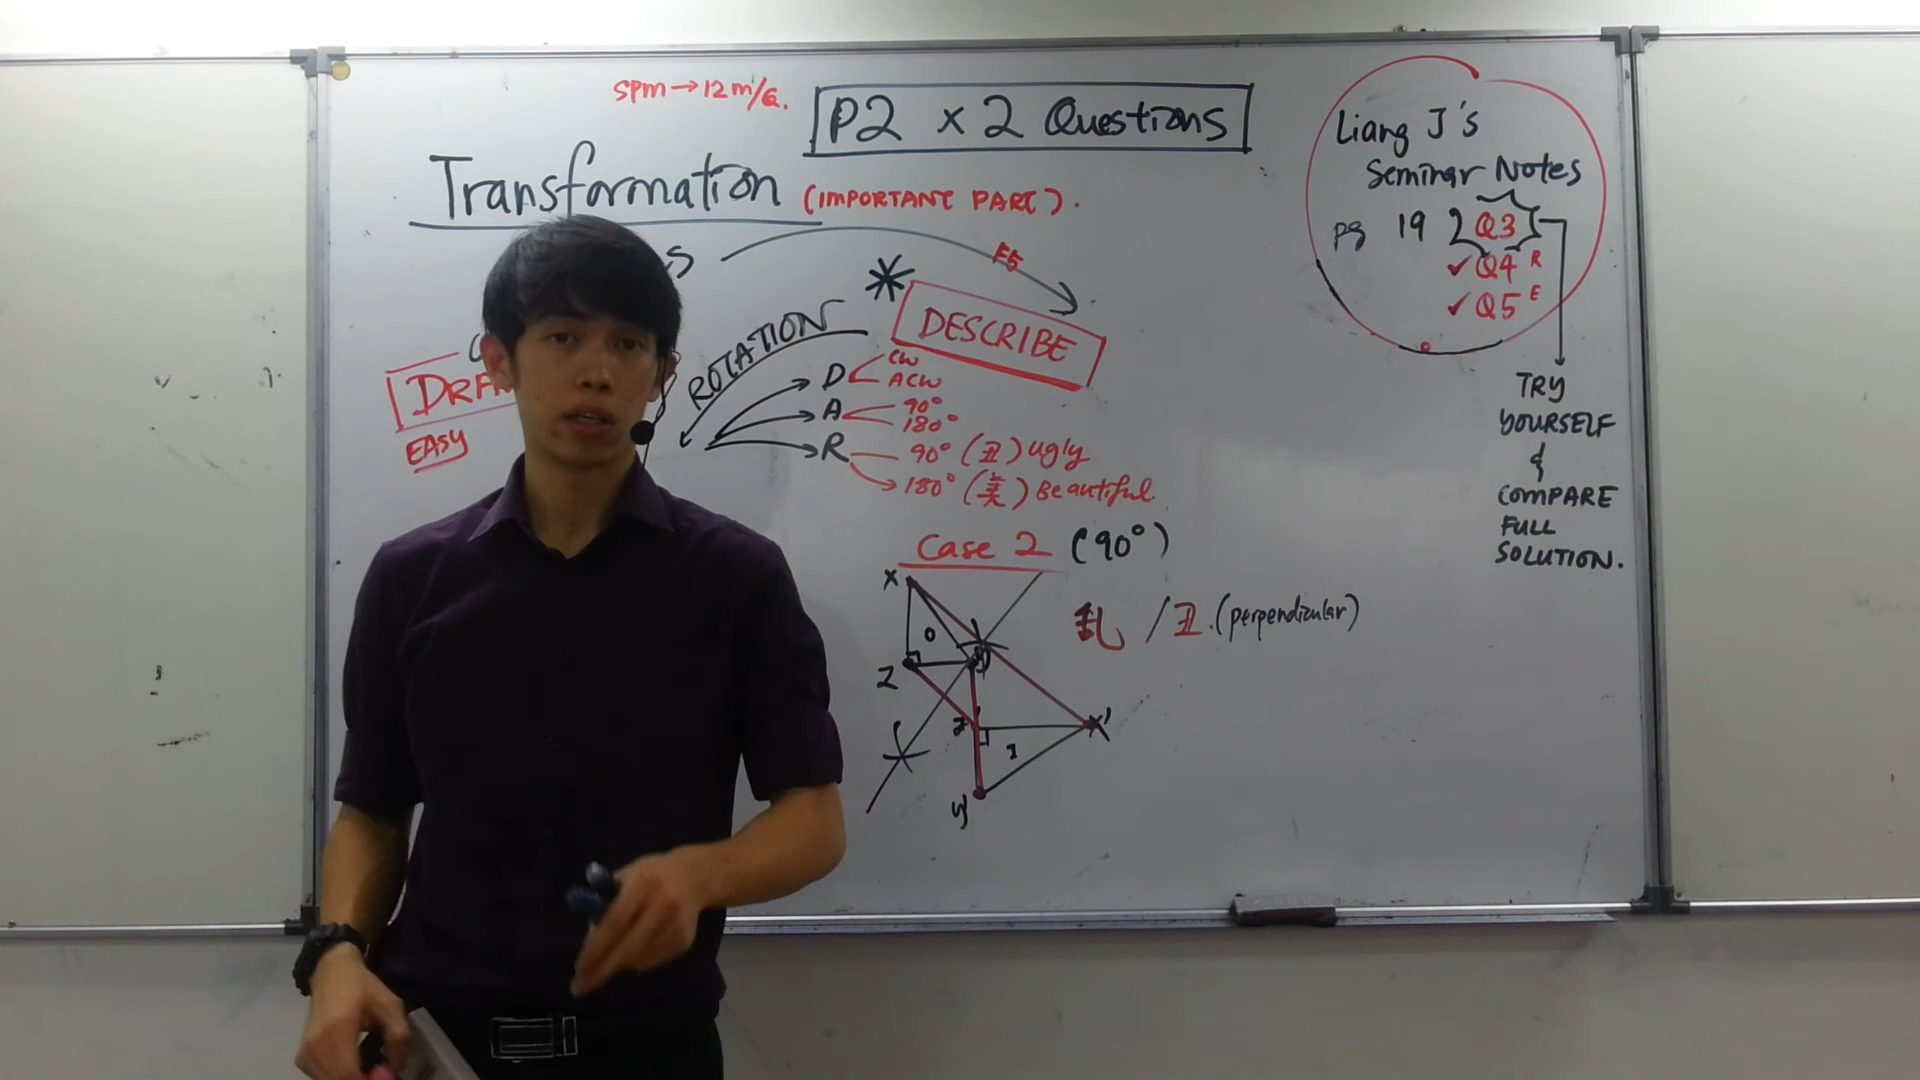 SPM → 12 m/Q.
P2 × 2 Questions
Transformation (IMPORTANT PART).
F5
* DESCRIBE
EASY
ROTATION
D CW
ACW
A 90°
180°
R 90° (丑) Ugly
180° (美) Beautiful.
Case 2 (90°)
乱 / 丑. (perpendicular)
X
O
Z
X'
I
Y'
Liang J's
Seminar Notes
pg 19 Q3
✓ Q4 R
✓ Q5 E
TRY
YOURSELF
&
COMPARE
FULL
SOLUTION.